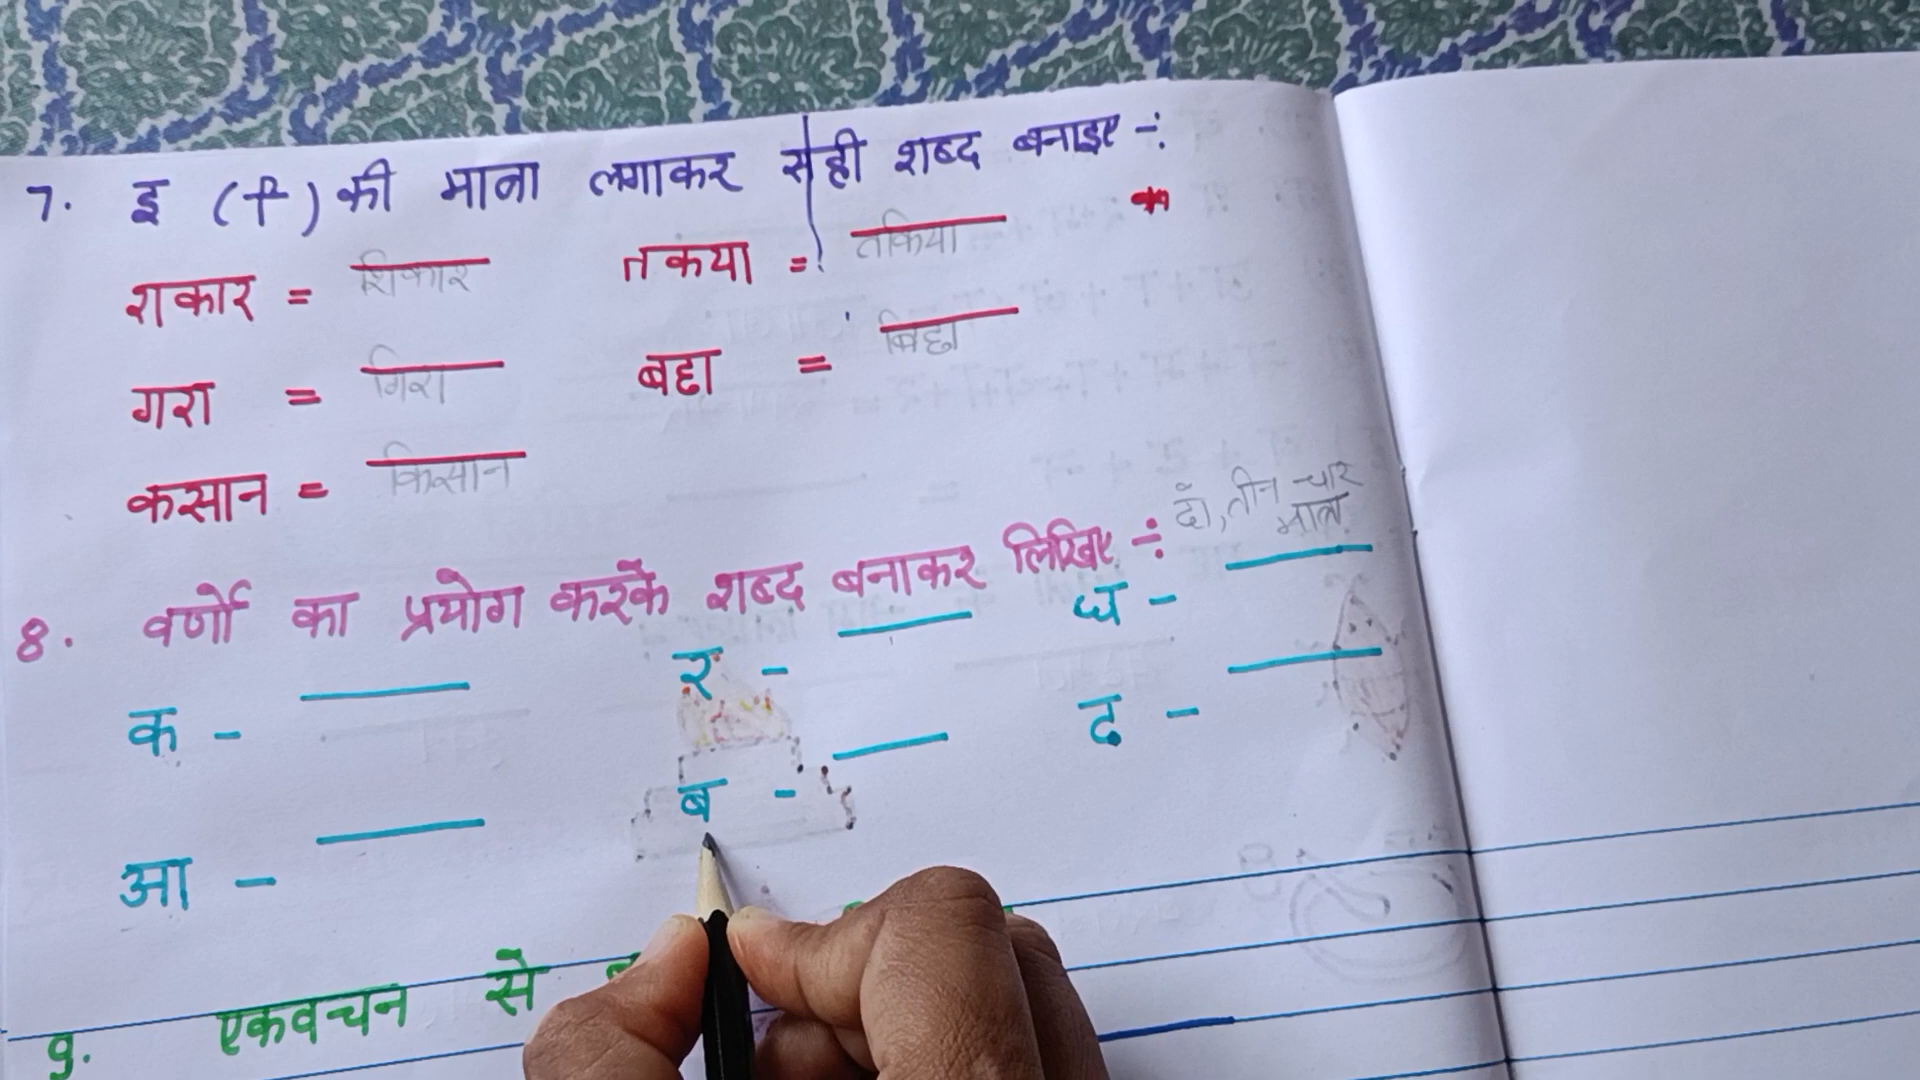 7. इ (ि) की मात्रा लगाकर सही शब्द बनाइए -:
शकार = शिकार तकया = तकिया
गरा = गिरा बद्दा =
कसान = किसान
दो, तीन चार
8. वर्णो का प्रयोग करके शब्द बनाकर लिखिए ÷
क - र - घ -
आ - ब - द -
9. एकवचन से